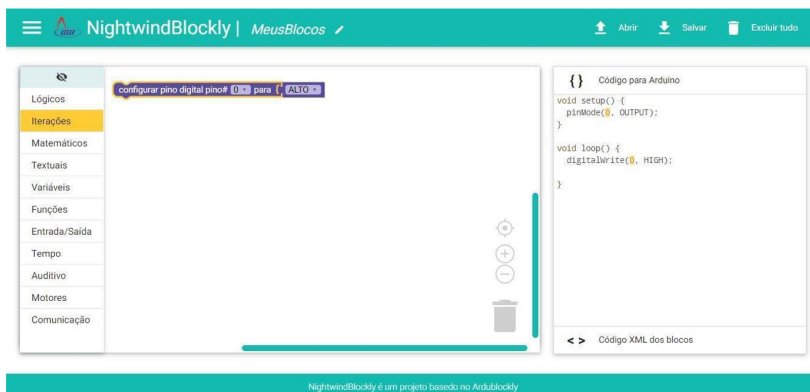 NightwindBlockly | MeusBlocos
Abrir
Salvar
Excluir tudo
Lógicos
Iterações
Matemáticos
Textuais
Variáveis
Funções
Entrada/Saída
Tempo
Auditivo
Motores
Comunicação
configurar pino digital pino# 0 para ALTO
{ } Código para Arduino
void setup() {
pinMode(0, OUTPUT);
}
void loop() {
digitalWrite(0, HIGH);
}
< > Código XML dos blocos
NightwindBlockly é um projeto basedo no Ardublockly